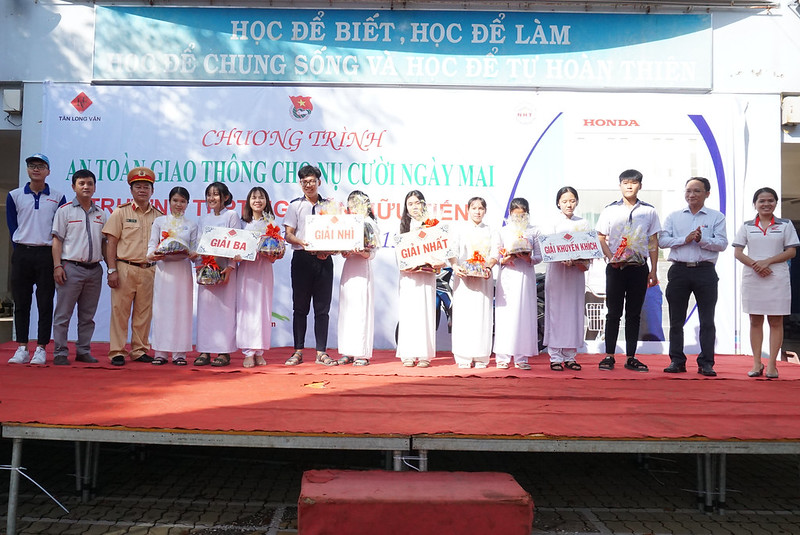 HỌC ĐỂ BIẾT, HỌC ĐỂ LÀM
HỌC ĐỂ CHUNG SỐNG VÀ HỌC ĐỂ TỰ HOÀN THIỆN
TÂN LONG VÂN
HONDA
CHƯƠNG TRÌNH
AN TOÀN GIAO THÔNG CHO NỤ CƯỜI NGÀY MAI
TRƯỜNG THPT
GIẢI BA
GIẢI NHÌ
GIẢI NHẤT
GIẢI KHUYẾN KHÍCH